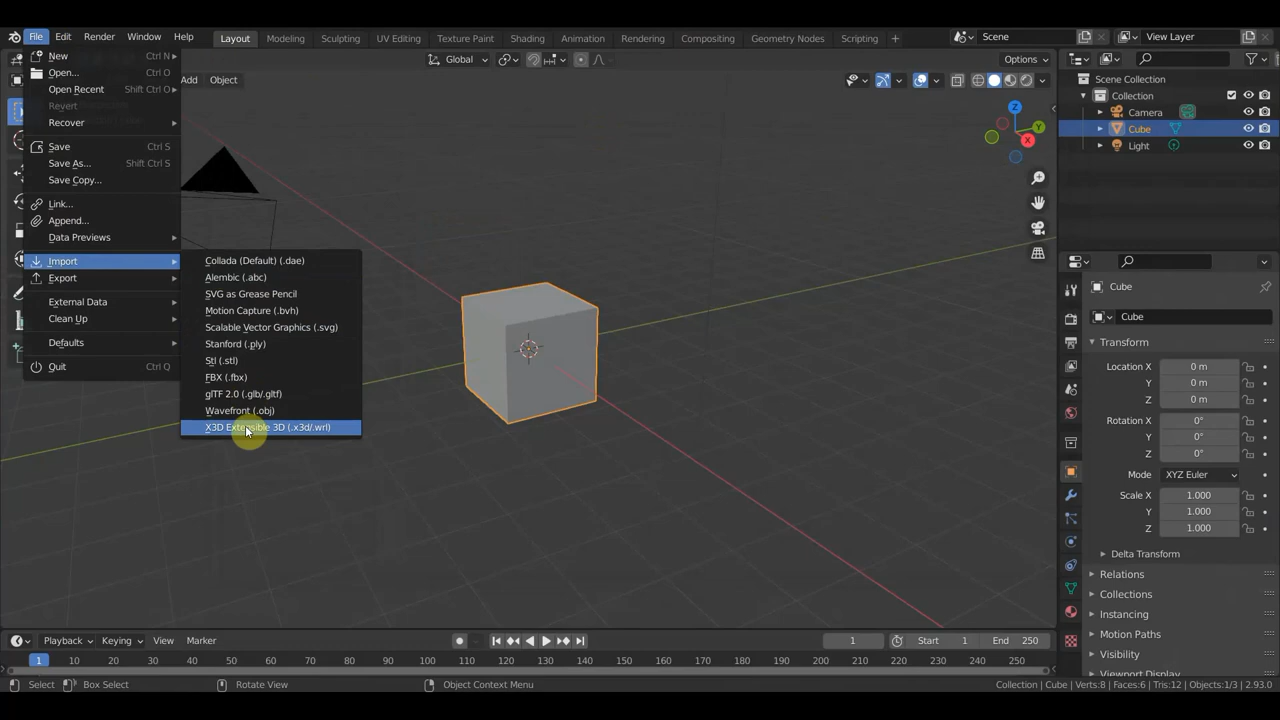 File Edit Render Window Help Layout Modeling Sculpting UV Editing Texture Paint Shading Animation Rendering Compositing Geometry Nodes Scripting + Scene View Layer
New Ctrl N
Open... Ctrl O
Open Recent Shift Ctrl O
Revert
Recover
Save Ctrl S
Save As... Shift Ctrl S
Save Copy...
Link...
Append...
Data Previews
Import
Export
External Data
Clean Up
Defaults
Quit Ctrl Q
Collada (Default) (.dae)
Alembic (.abc)
SVG as Grease Pencil
Motion Capture (.bvh)
Scalable Vector Graphics (.svg)
Stanford (.ply)
Stl (.stl)
FBX (.fbx)
glTF 2.0 (.glb/.gltf)
Wavefront (.obj)
X3D Extensible 3D (.x3d/.wrl)
Global Options
Add Object
Z
Y
X
Scene Collection
Collection
Camera
Cube
Light
Cube
Cube
Transform
Location X 0 m
Y 0 m
Z 0 m
Rotation X 0°
Y 0°
Z 0°
Mode XYZ Euler
Scale X 1.000
Y 1.000
Z 1.000
Delta Transform
Relations
Collections
Instancing
Motion Paths
Visibility
Viewport Display
Playback Keying View Marker 1 Start 1 End 250
1 10 20 30 40 50 60 70 80 90 100 110 120 130 140 150 160 170 180 190 200 210 220 230 240 250
Select Box Select Rotate View Object Context Menu Collection | Cube | Verts:8 | Faces:6 | Tris:12 | Objects:1/3 | 2.93.0